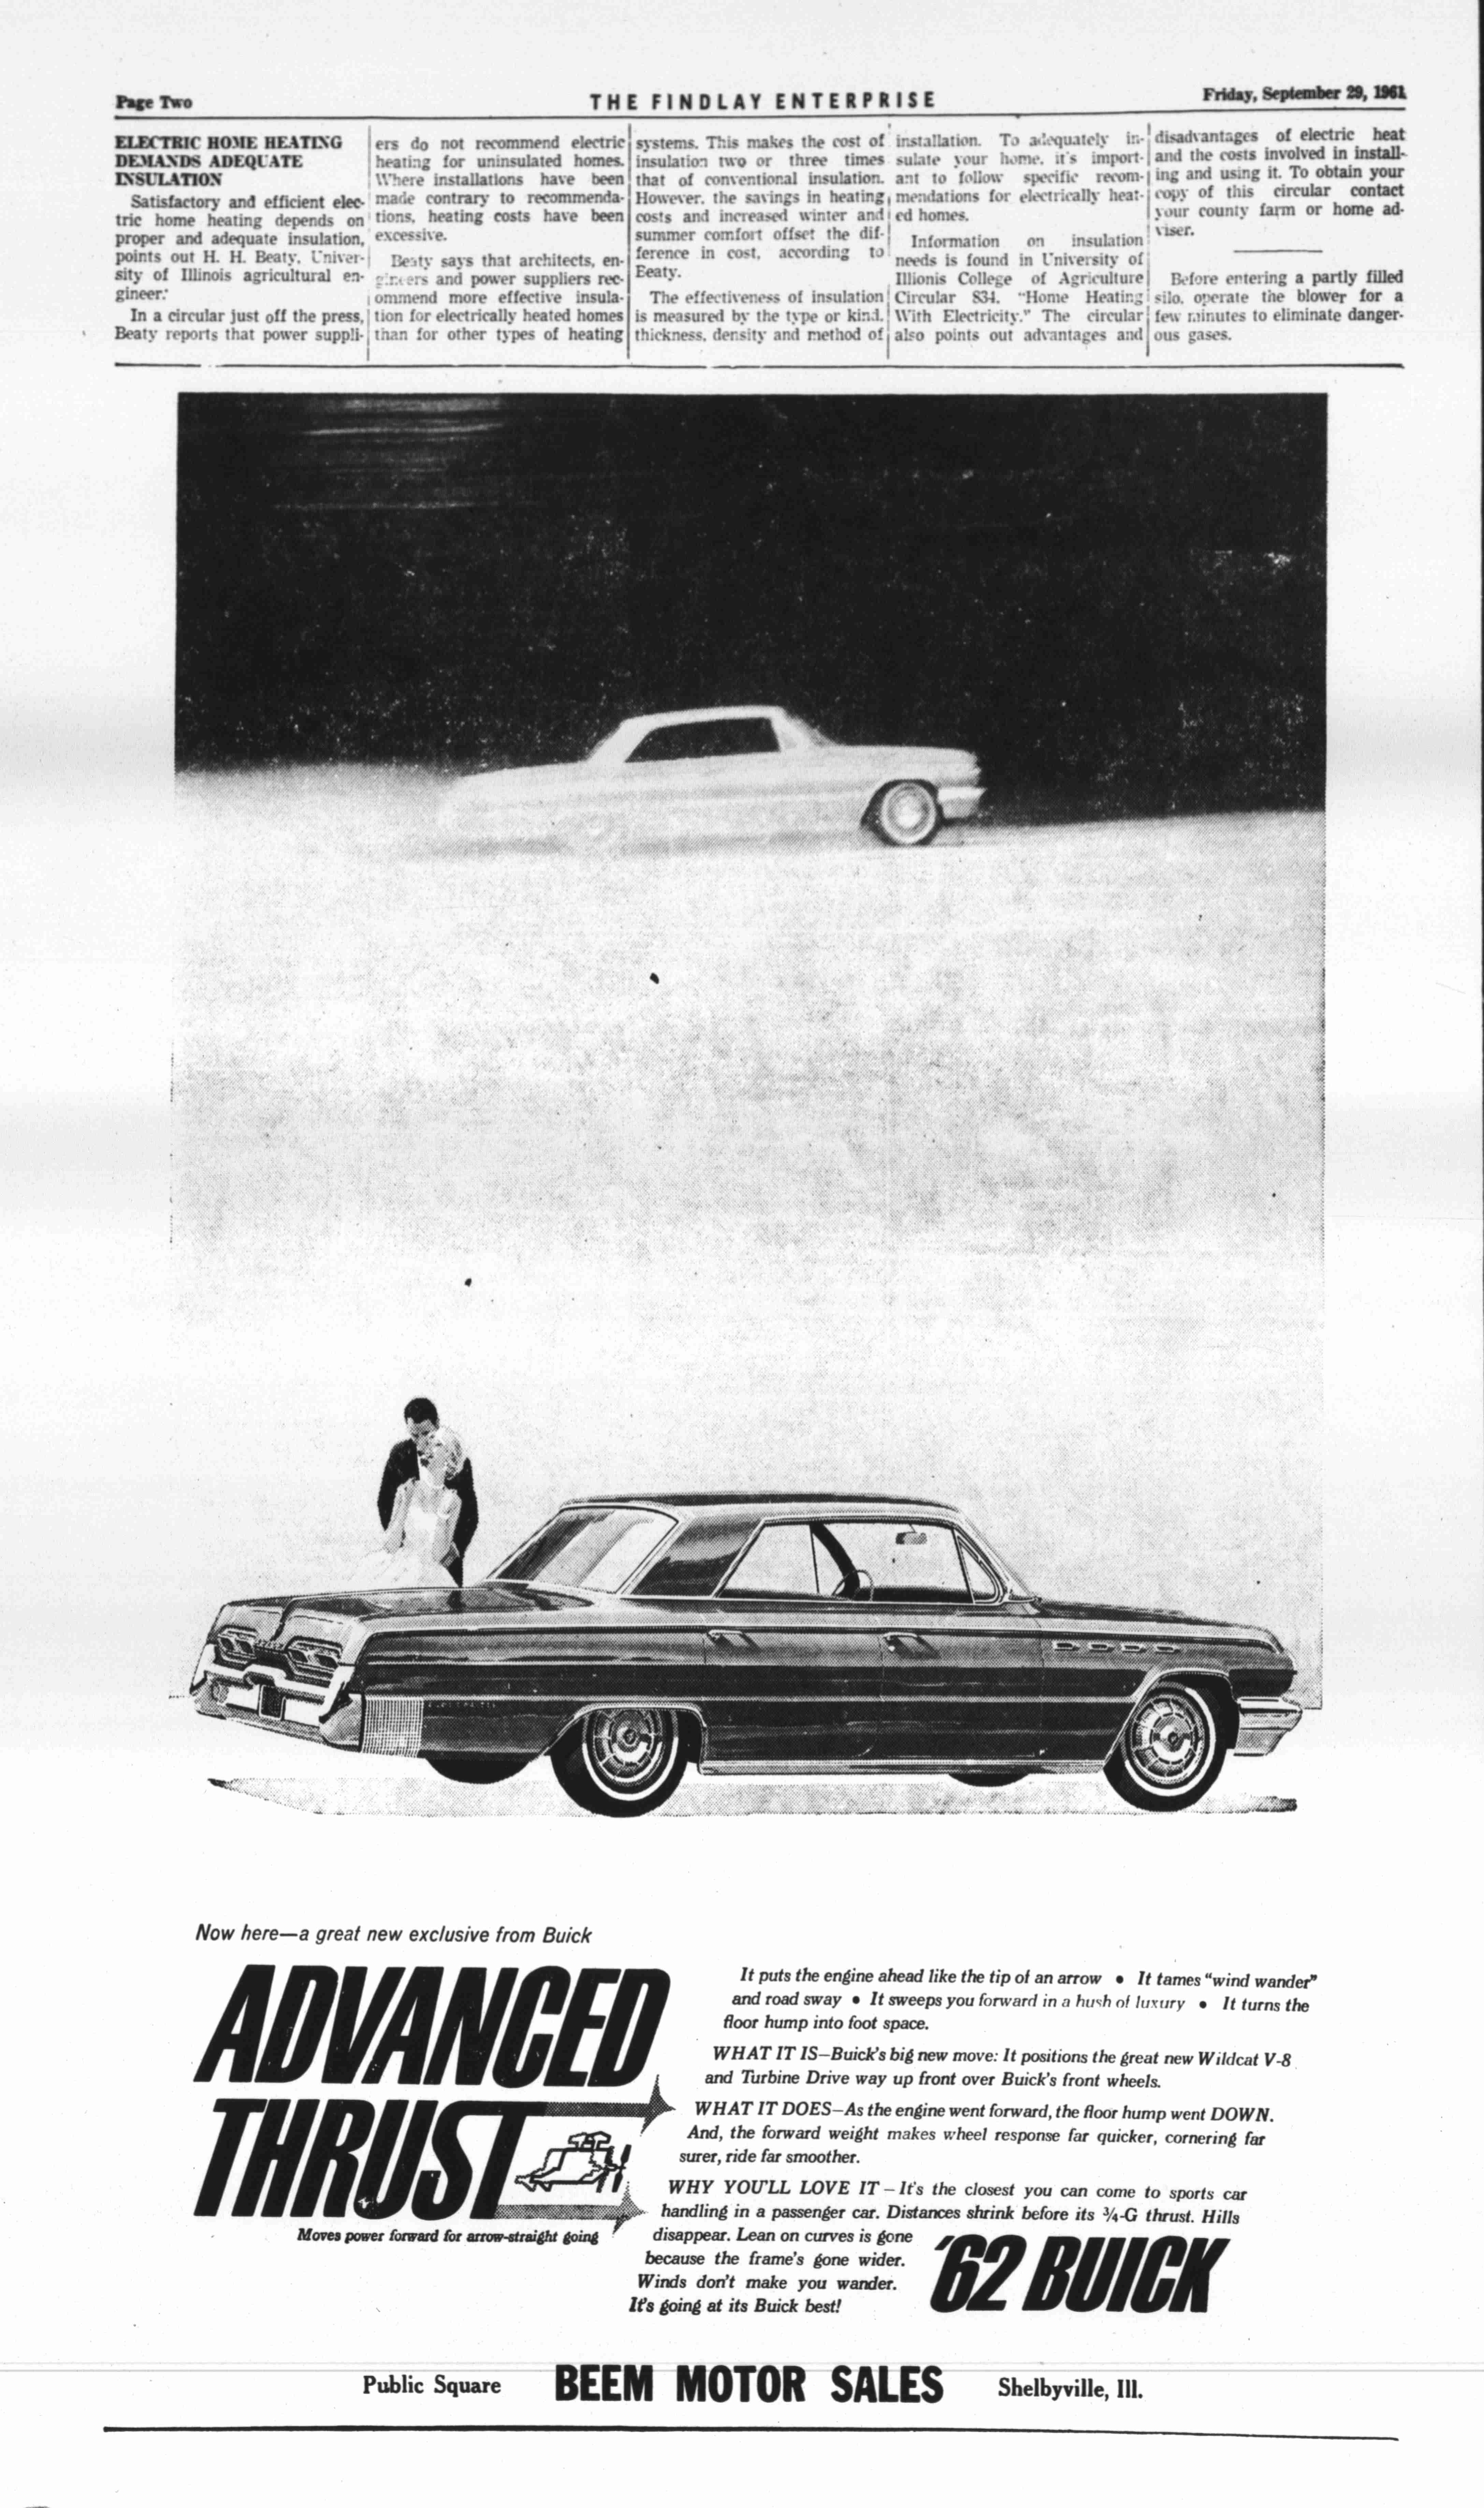 Page Two
THE FINDLAY ENTERPRISE
Friday, September 29, 1961
ELECTRIC HOME HEATING
DEMANDS ADEQUATE
INSULATION
Satisfactory and efficient elec-
tric home heating depends on
proper and adequate insulation,
points out H. H. Beaty, Univer-
sity of Illinois agricultural en-
gineer.
In a circular just off the press,
Beaty reports that power suppli-
ers do not recommend electric
heating for uninsulated homes.
Where installations have been
made contrary to recommenda-
tions, heating costs have been
excessive.
Beaty says that architects, en-
gineers and power suppliers rec-
ommend more effective insula-
tion for electrically heated homes
than for other types of heating
systems. This makes the cost of
insulation two or three times
that of conventional insulation.
However, the savings in heating
costs and increased winter and
summer comfort offset the dif-
ference in cost, according to
Eeaty.
The effectiveness of insulation
is measured by the type or kind,
thickness, density and method of
installation. To adequately in-
sulate your home, it's import-
ant to follow specific recom-
mendations for electrically heat-
ed homes.
Information on insulation
needs is found in University of
Illionis College of Agriculture
Circular 834, "Home Heating
With Electricity." The circular
also points out advantages and
disadvantages of electric heat
and the costs involved in install-
ing and using it. To obtain your
copy of this circular contact
your county farm or home ad-
viser.
Before entering a partly filled
silo, operate the blower for a
few minutes to eliminate danger-
ous gases.
Now here—a great new exclusive from Buick
ADVANCED
THRUST
Moves power forward for arrow-straight going
It puts the engine ahead like the tip of an arrow • It tames "wind wander"
and road sway • It sweeps you forward in a hush of luxury • It turns the
floor hump into foot space.
WHAT IT IS—Buick's big new move: It positions the great new Wildcat V-8
and Turbine Drive way up front over Buick's front wheels.
WHAT IT DOES—As the engine went forward, the floor hump went DOWN.
And, the forward weight makes wheel response far quicker, cornering far
surer, ride far smoother.
WHY YOU'LL LOVE IT—It's the closest you can come to sports car
handling in a passenger car. Distances shrink before its ¾-G thrust. Hills
disappear. Lean on curves is gone
because the frame's gone wider.
Winds don't make you wander.
It's going at its Buick best!
'62 BUICK
Public Square
BEEM MOTOR SALES
Shelbyville, Ill.